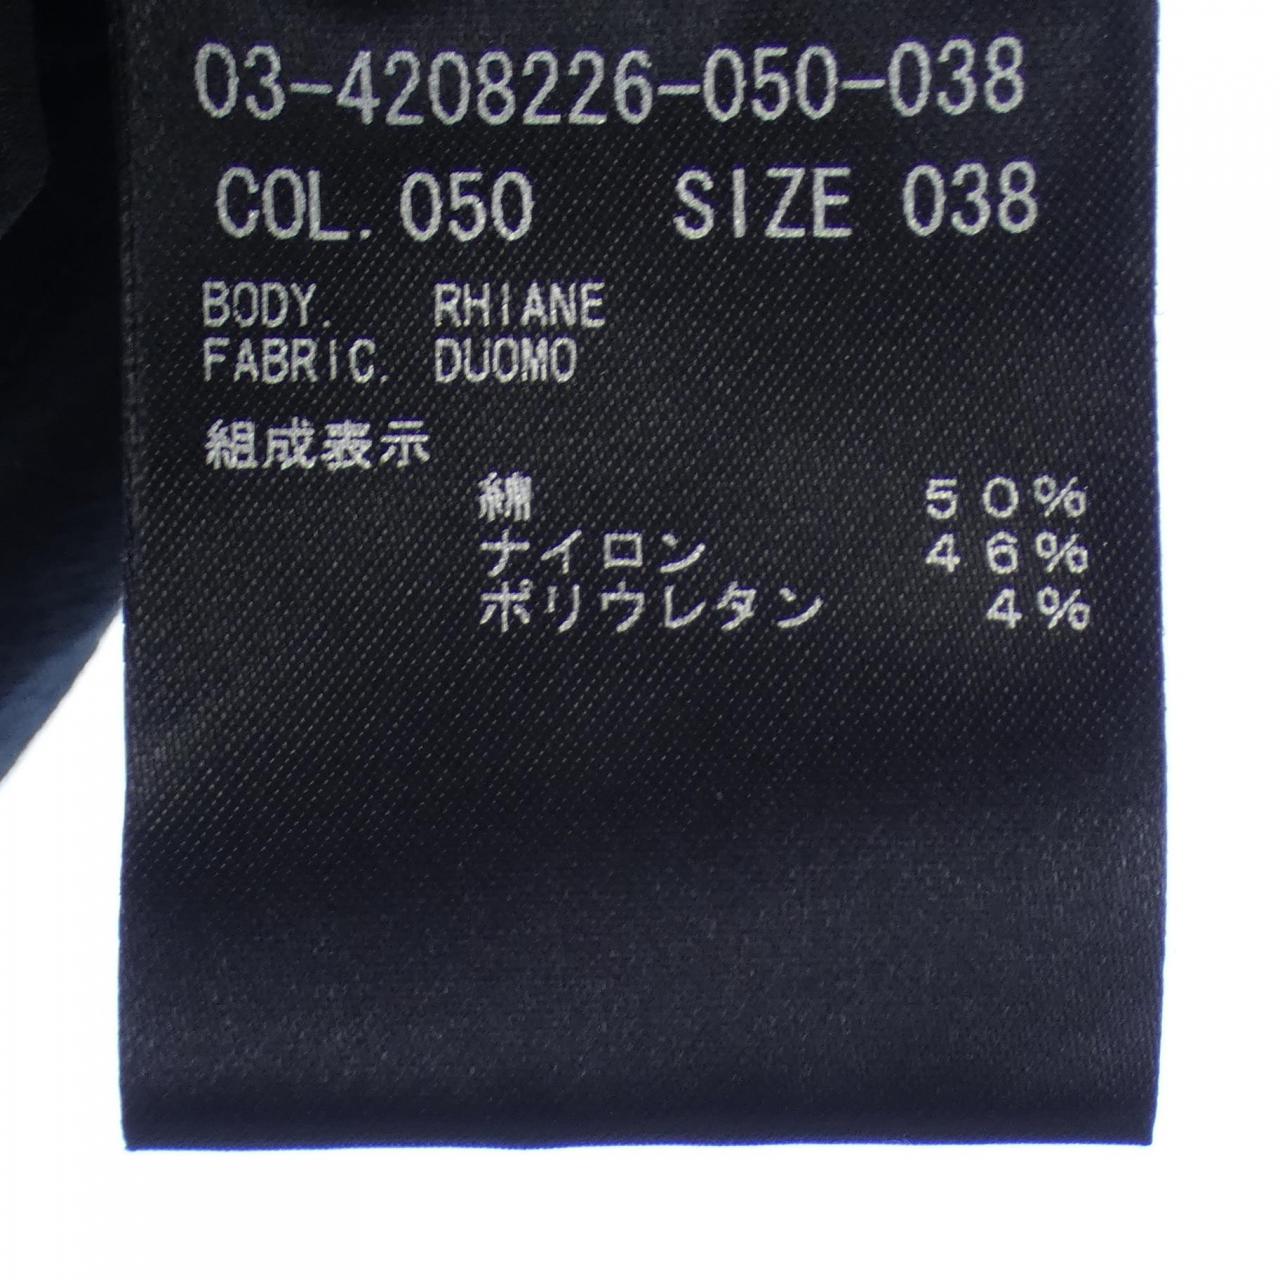 03-4208226-050-038
COL. 050 SIZE 038
BODY. RHIANE
FABRIC. DUOMO
組成表示
綿 50%
ナイロン 46%
ポリウレタン 4%